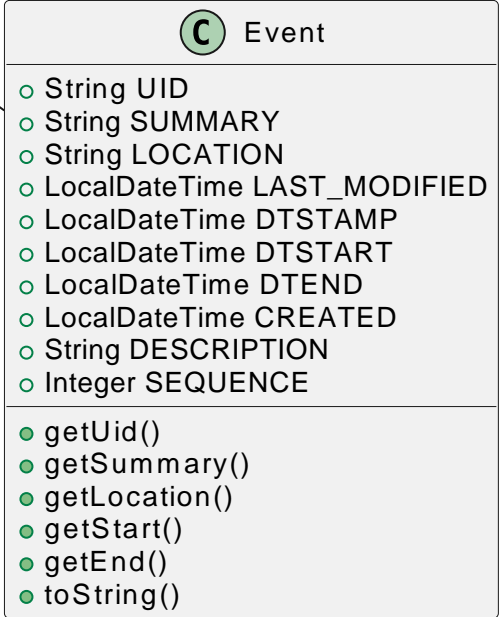 C Event
String UID
String SUMMARY
String LOCATION
LocalDateTime LAST_MODIFIED
LocalDateTime DTSTAMP
LocalDateTime DTSTART
LocalDateTime DTEND
LocalDateTime CREATED
String DESCRIPTION
Integer SEQUENCE
getUid()
getSummary()
getLocation()
getStart()
getEnd()
toString()